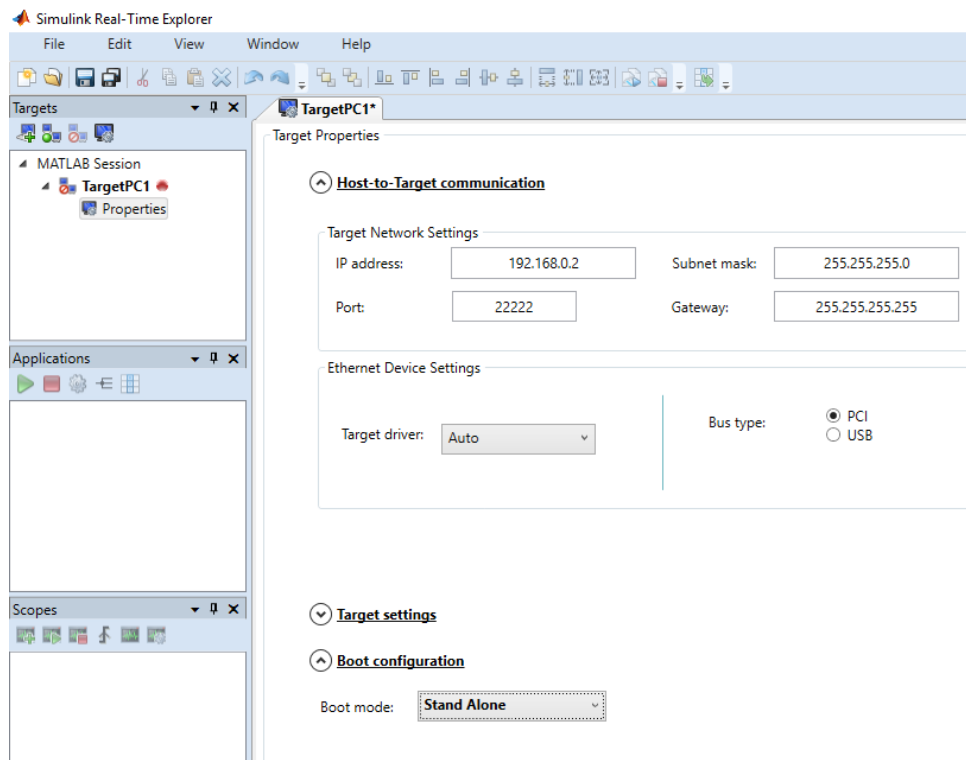 Simulink Real-Time Explorer
File Edit View Window Help
Targets
MATLAB Session
TargetPC1
Properties
Applications
Scopes
TargetPC1*
Target Properties
Host-to-Target communication
Target Network Settings
IP address: 192.168.0.2 Subnet mask: 255.255.255.0
Port: 22222 Gateway: 255.255.255.255
Ethernet Device Settings
Target driver: Auto Bus type: PCI
USB
Target settings
Boot configuration
Boot mode: Stand Alone